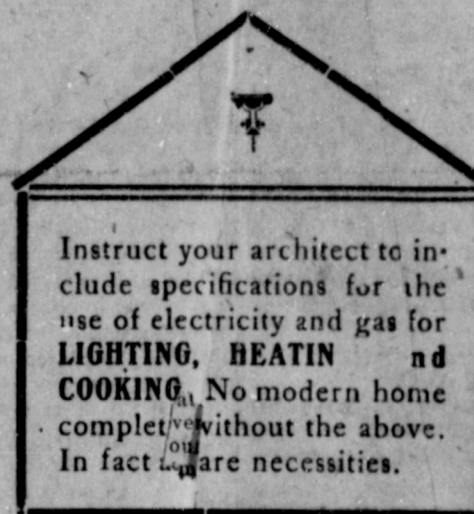 Instruct your architect to in-
clude specifications for the
use of electricity and gas for
LIGHTING, HEATIN nd
COOKING. No modern home
complet without the above.
In fact are necessities.